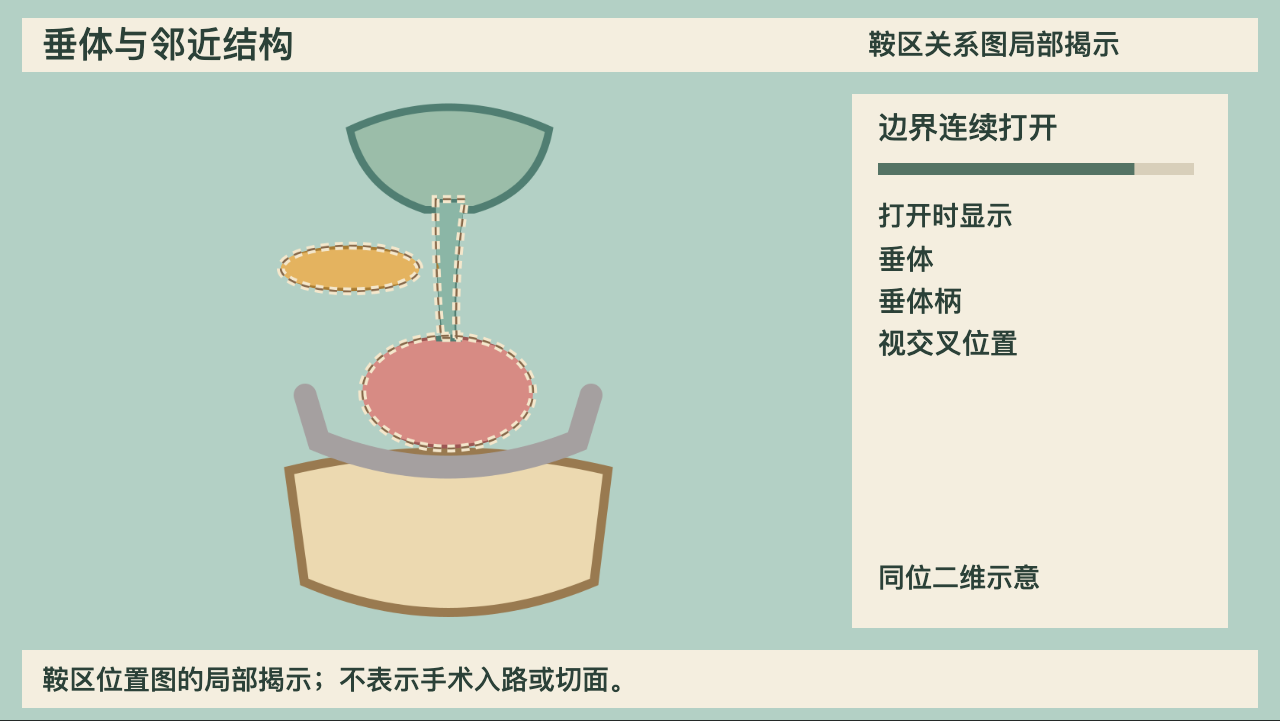 垂体与邻近结构
鞍区关系图局部揭示
边界连续打开
打开时显示
垂体
垂体柄
视交叉位置
同位二维示意
鞍区位置图的局部揭示；不表示手术入路或切面。